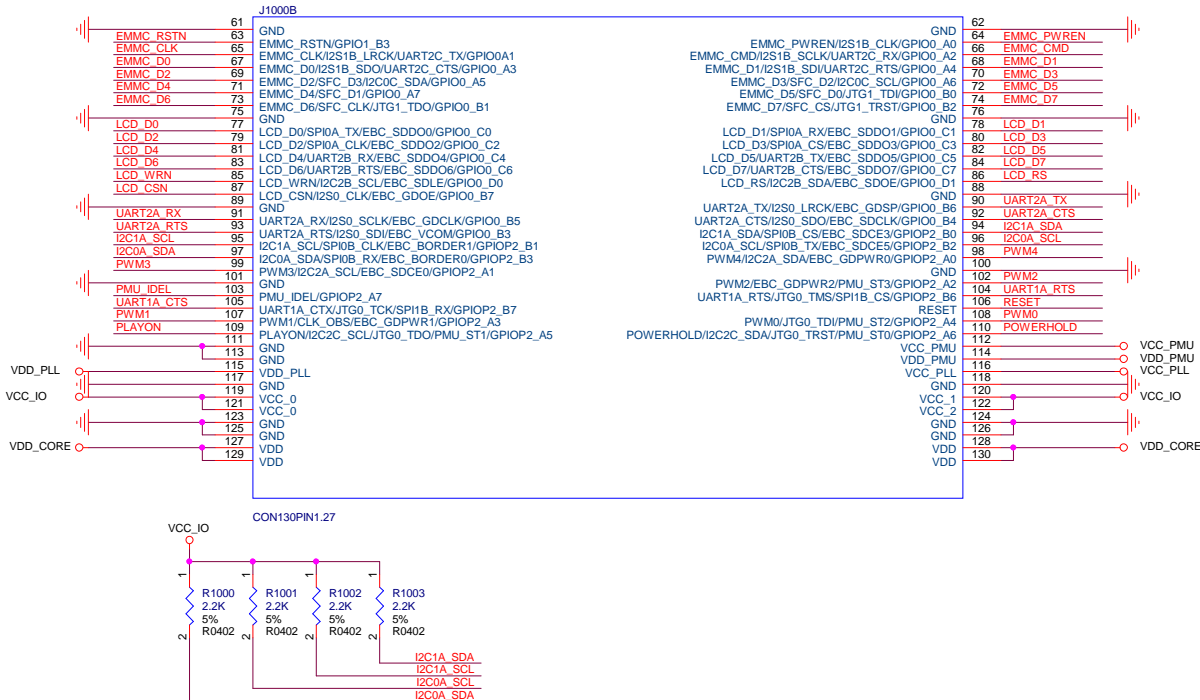 J1000B
61 GND GND 62
EMMC_RSTN 63 EMMC_RSTN/GPIO1_B3 EMMC_PWREN/I2S1B_CLK/GPIO0_A0 64 EMMC_PWREN
EMMC_CLK 65 EMMC_CLK/I2S1B_LRCK/UART2C_TX/GPIO0A1 EMMC_CMD/I2S1B_SCLK/UART2C_RX/GPIO0_A2 66 EMMC_CMD
EMMC_D0 67 EMMC_D0/I2S1B_SDO/UART2C_CTS/GPIO0_A3 EMMC_D1/I2S1B_SDI/UART2C_RTS/GPIO0_A4 68 EMMC_D1
EMMC_D2 69 EMMC_D2/SFC_D3/I2C0C_SDA/GPIO0_A5 EMMC_D3/SFC_D2/I2C0C_SCL/GPIO0_A6 70 EMMC_D3
EMMC_D4 71 EMMC_D4/SFC_D1/GPIO0_A7 EMMC_D5/SFC_D0/JTG1_TDI/GPIO0_B0 72 EMMC_D5
EMMC_D6 73 EMMC_D6/SFC_CLK/JTG1_TDO/GPIO0_B1 EMMC_D7/SFC_CS/JTG1_TRST/GPIO0_B2 74 EMMC_D7
75 GND GND 76
LCD_D0 77 LCD_D0/SPI0A_TX/EBC_SDDO0/GPIO0_C0 LCD_D1/SPI0A_RX/EBC_SDDO1/GPIO0_C1 78 LCD_D1
LCD_D2 79 LCD_D2/SPI0A_CLK/EBC_SDDO2/GPIO0_C2 LCD_D3/SPI0A_CS/EBC_SDDO3/GPIO0_C3 80 LCD_D3
LCD_D4 81 LCD_D4/UART2B_RX/EBC_SDDO4/GPIO0_C4 LCD_D5/UART2B_TX/EBC_SDDO5/GPIO0_C5 82 LCD_D5
LCD_D6 83 LCD_D6/UART2B_RTS/EBC_SDDO6/GPIO0_C6 LCD_D7/UART2B_CTS/EBC_SDDO7/GPIO0_C7 84 LCD_D7
LCD_WRN 85 LCD_WRN/I2C2B_SCL/EBC_SDLE/GPIO0_D0 LCD_RS/I2C2B_SDA/EBC_SDOE/GPIO0_D1 86 LCD_RS
LCD_CSN 87 LCD_CSN/I2S0_CLK/EBC_GDOE/GPIO0_B7 GND 88
89 GND UART2A_TX/I2S0_LRCK/EBC_GDSP/GPIO0_B6 90 UART2A_TX
UART2A_RX 91 UART2A_RX/I2S0_SCLK/EBC_GDCLK/GPIO0_B5 UART2A_CTS/I2S0_SDO/EBC_SDCLK/GPIO0_B4 92 UART2A_CTS
UART2A_RTS 93 UART2A_RTS/I2S0_SDI/EBC_VCOM/GPIO0_B3 I2C1A_SDA/SPI0B_CS/EBC_SDCE3/GPIOP2_B0 94 I2C1A_SDA
I2C1A_SCL 95 I2C1A_SCL/SPI0B_CLK/EBC_BORDER1/GPIOP2_B1 I2C0A_SCL/SPI0B_TX/EBC_SDCE5/GPIOP2_B2 96 I2C0A_SCL
I2C0A_SDA 97 I2C0A_SDA/SPI0B_RX/EBC_BORDER0/GPIOP2_B3 PWM4/I2C2A_SDA/EBC_GDPWR0/GPIOP2_A0 98 PWM4
PWM3 99 PWM3/I2C2A_SCL/EBC_SDCE0/GPIOP2_A1 GND 100
101 GND PWM2/EBC_GDPWR2/PMU_ST3/GPIOP2_A2 102 PWM2
PMU_IDEL 103 PMU_IDEL/GPIOP2_A7 UART1A_RTS/JTG0_TMS/SPI1B_CS/GPIOP2_B6 104 UART1A_RTS
UART1A_CTS 105 UART1A_CTX/JTG0_TCK/SPI1B_RX/GPIOP2_B7 RESET 106 RESET
PWM1 107 PWM1/CLK_OBS/EBC_GDPWR1/GPIOP2_A3 PWM0/JTG0_TDI/PMU_ST2/GPIOP2_A4 108 PWM0
PLAYON 109 PLAYON/I2C2C_SCL/JTG0_TDO/PMU_ST1/GPIOP2_A5 POWERHOLD/I2C2C_SDA/JTG0_TRST/PMU_ST0/GPIOP2_A6 110 POWERHOLD
111 GND VCC_PMU 112 VCC_PMU
113 GND VDD_PMU 114 VDD_PMU
VDD_PLL 115 VDD_PLL VCC_PLL 116 VCC_PLL
117 GND GND 118
VCC_IO 119 VCC_0 VCC_1 120 VCC_IO
121 VCC_0 VCC_2 122
123 GND GND 124
125 GND GND 126
VDD_CORE 127 VDD VDD 128 VDD_CORE
129 VDD VDD 130
CON130PIN1.27
VCC_IO
1 1 1 1
R1000 R1001 R1002 R1003
2.2K 2.2K 2.2K 2.2K
5% 5% 5% 5%
R0402 R0402 R0402 R0402
2 2 2 2
I2C1A_SDA
I2C1A_SCL
I2C0A_SCL
I2C0A_SDA